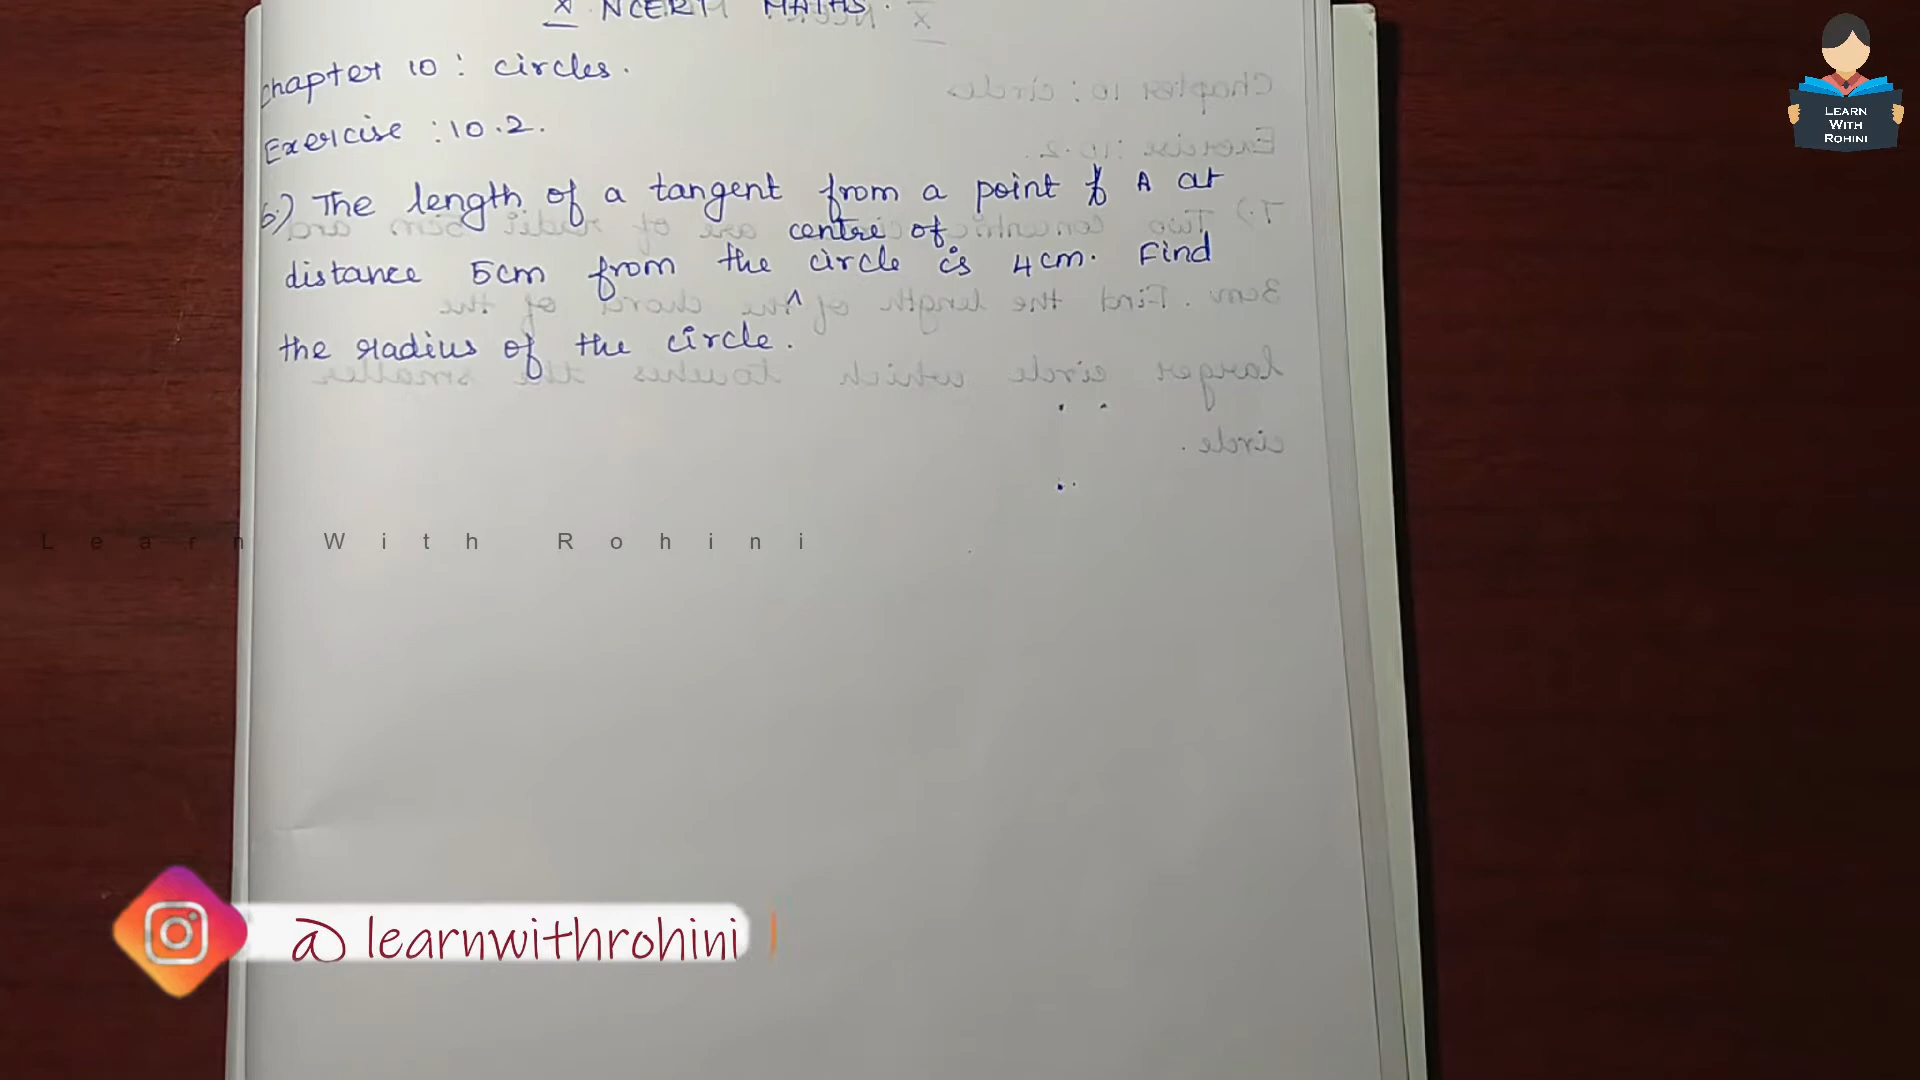 X NCERT MATHS.
Chapter 10 : circles.
Exercise : 10.2.
6.) The length of a tangent from a point A at
centre of
distance 5cm from the ^ circle is 4cm. Find
the radius of the circle.
LEARN
With
ROHINI
Learn With Rohini
@learnwithrohini